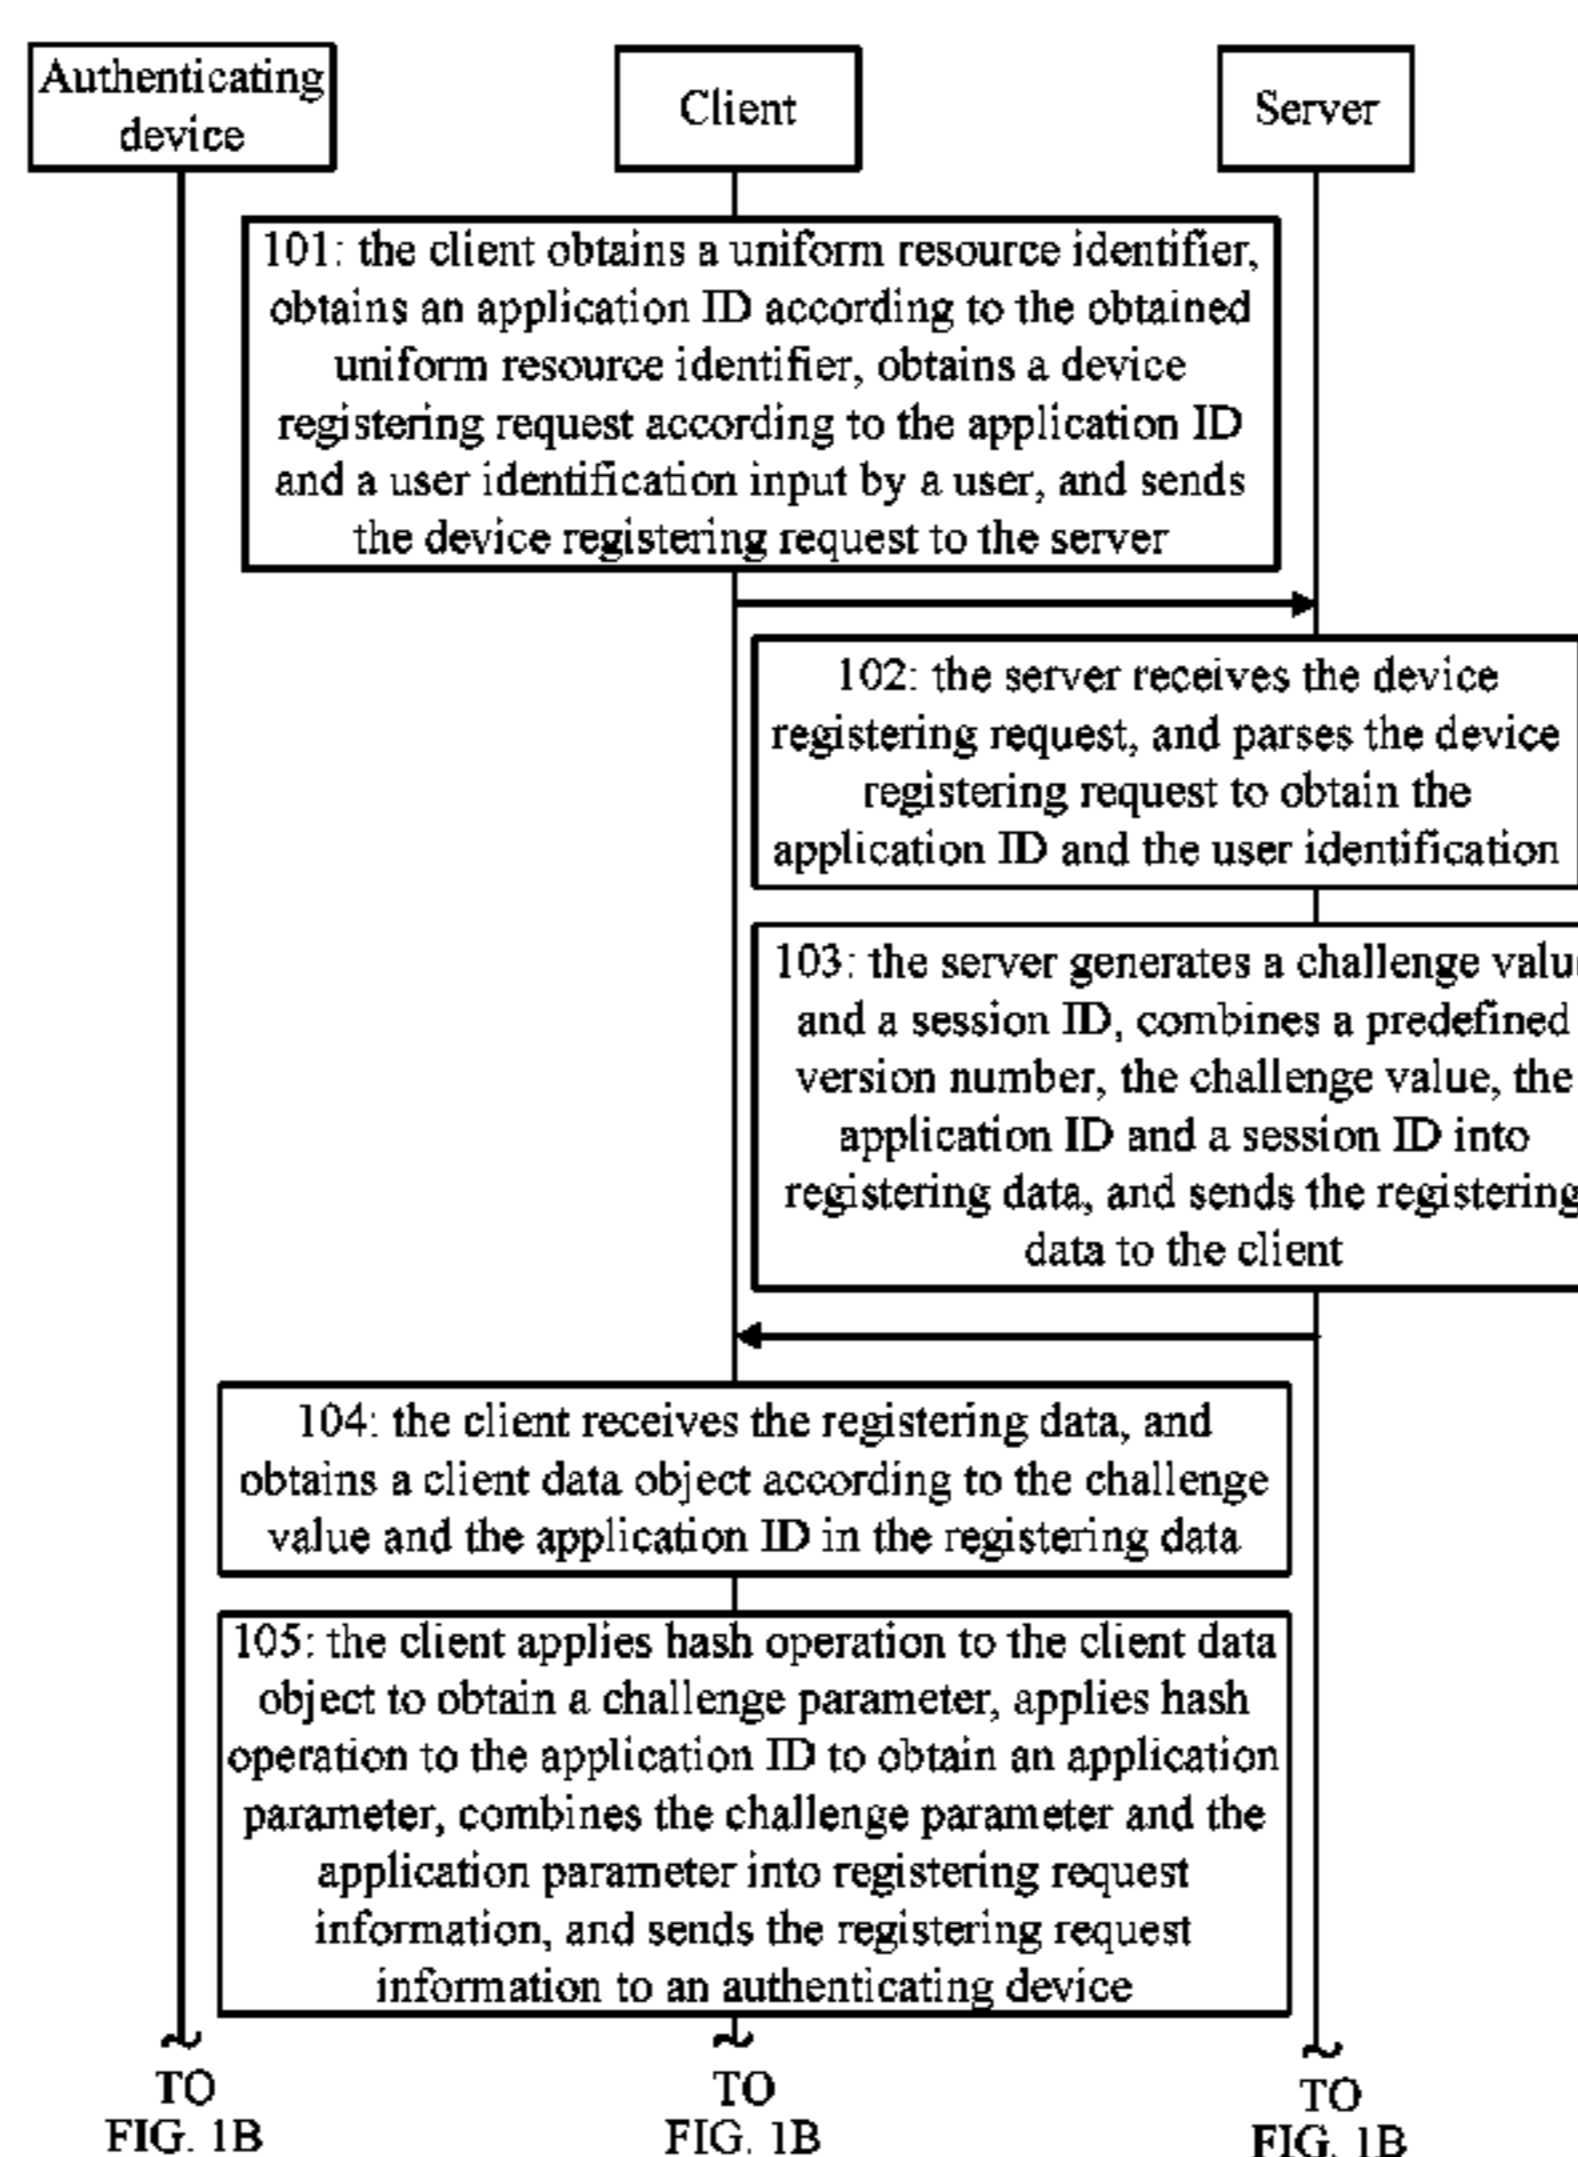 Authenticating
device
Client
Server
101: the client obtains a uniform resource identifier,
obtains an application ID according to the obtained
uniform resource identifier, obtains a device
registering request according to the application ID
and a user identification input by a user, and sends
the device registering request to the server
102: the server receives the device
registering request, and parses the device
registering request to obtain the
application ID and the user identification
103: the server generates a challenge value
and a session ID, combines a predefined
version number, the challenge value, the
application ID and a session ID into
registering data, and sends the registering
data to the client
104: the client receives the registering data, and
obtains a client data object according to the challenge
value and the application ID in the registering data
105: the client applies hash operation to the client data
object to obtain a challenge parameter, applies hash
operation to the application ID to obtain an application
parameter, combines the challenge parameter and the
application parameter into registering request
information, and sends the registering request
information to an authenticating device
TO
FIG. 1B
TO
FIG. 1B
TO
FIG. 1B